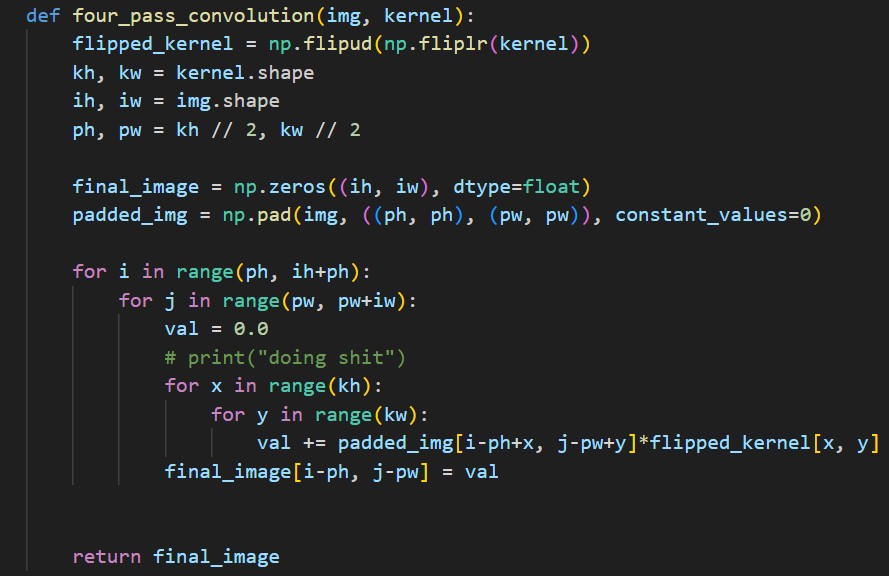 def four_pass_convolution(img, kernel):
    flipped_kernel = np.flipud(np.fliplr(kernel))
    kh, kw = kernel.shape
    ih, iw = img.shape
    ph, pw = kh // 2, kw // 2

    final_image = np.zeros((ih, iw), dtype=float)
    padded_img = np.pad(img, ((ph, ph), (pw, pw)), constant_values=0)

    for i in range(ph, ih+ph):
        for j in range(pw, pw+iw):
            val = 0.0
            # print("doing shit")
            for x in range(kh):
                for y in range(kw):
                    val += padded_img[i-ph+x, j-pw+y]*flipped_kernel[x, y]
            final_image[i-ph, j-pw] = val


    return final_image